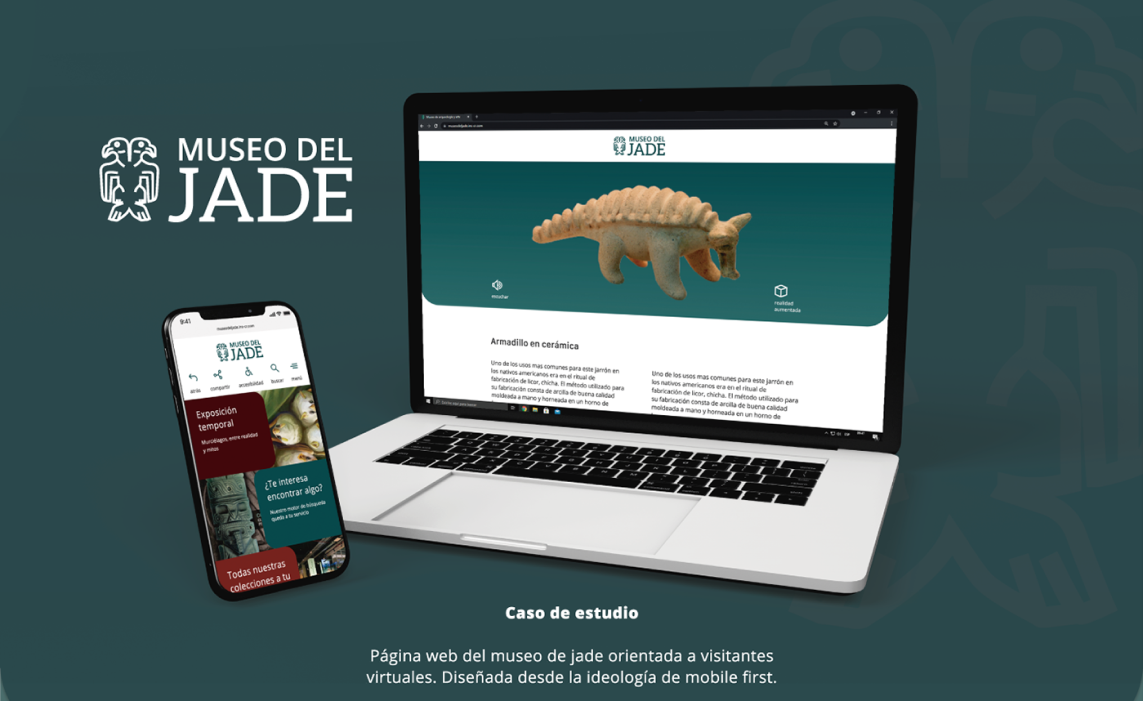 MUSEO DEL
JADE
MUSEO DEL
JADE
escuchar
realidad
aumentada
Armadillo en cerámica
Uno de los usos mas comunes para este jarrón en
los nativos americanos era en el ritual de
fabricación de licor, chicha. El método utilizado para
su fabricación consta de arcilla de buena calidad
moldeada a mano y horneada en un horno de
Uno de los usos mas comunes para este jarrón en
los nativos americanos era en el ritual de
fabricación de licor, chicha. El método utilizado para
su fabricación consta de arcilla de buena calidad
moldeada a mano y horneada en un horno de
9:41
MUSEO DEL
JADE
atrás
compartir
accesibilidad
buscar
menú
Exposición
temporal
Murciélagos, entre realidad
y mitos
¿Te interesa
encontrar algo?
Nuestro motor de búsqueda
queda a tu servicio
Todas nuestras
colecciones a tu
Caso de estudio
Página web del museo de jade orientada a visitantes
virtuales. Diseñada desde la ideología de mobile first.